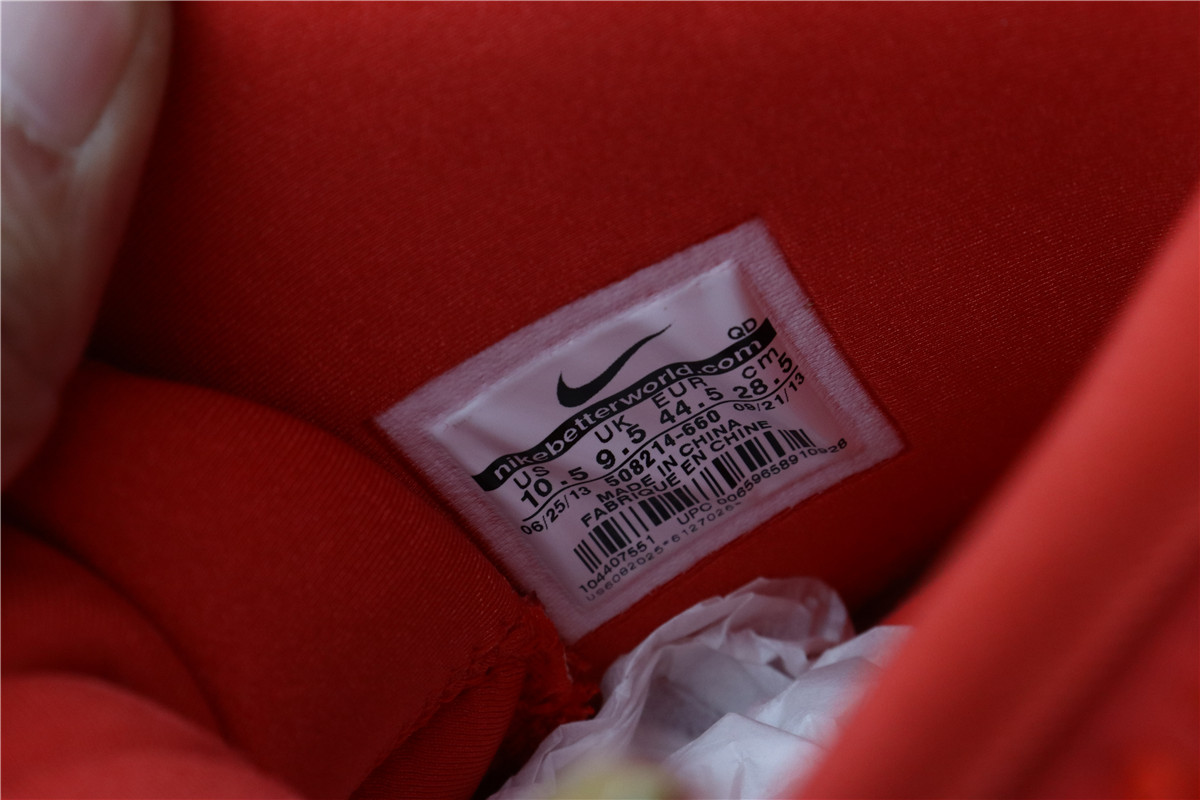 QD
nikebetterworld.com
US UK EUR cm
10.5 9.5 44.5 28.5
06/25/13 508214-660 09/21/13
MADE IN CHINA
FABRIQUE EN CHINE
104407551 UPC